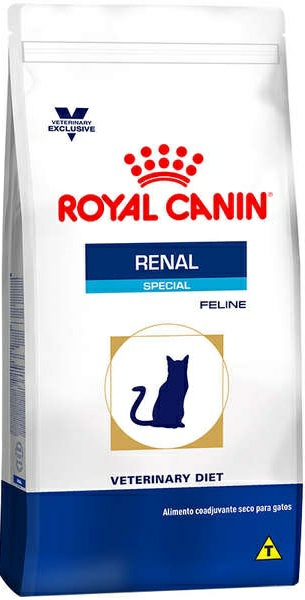 VETERINARY
EXCLUSIVE
ROYAL CANIN
RENAL
SPECIAL
FELINE
VETERINARY DIET
Alimento coadjuvante seco para gatos
T